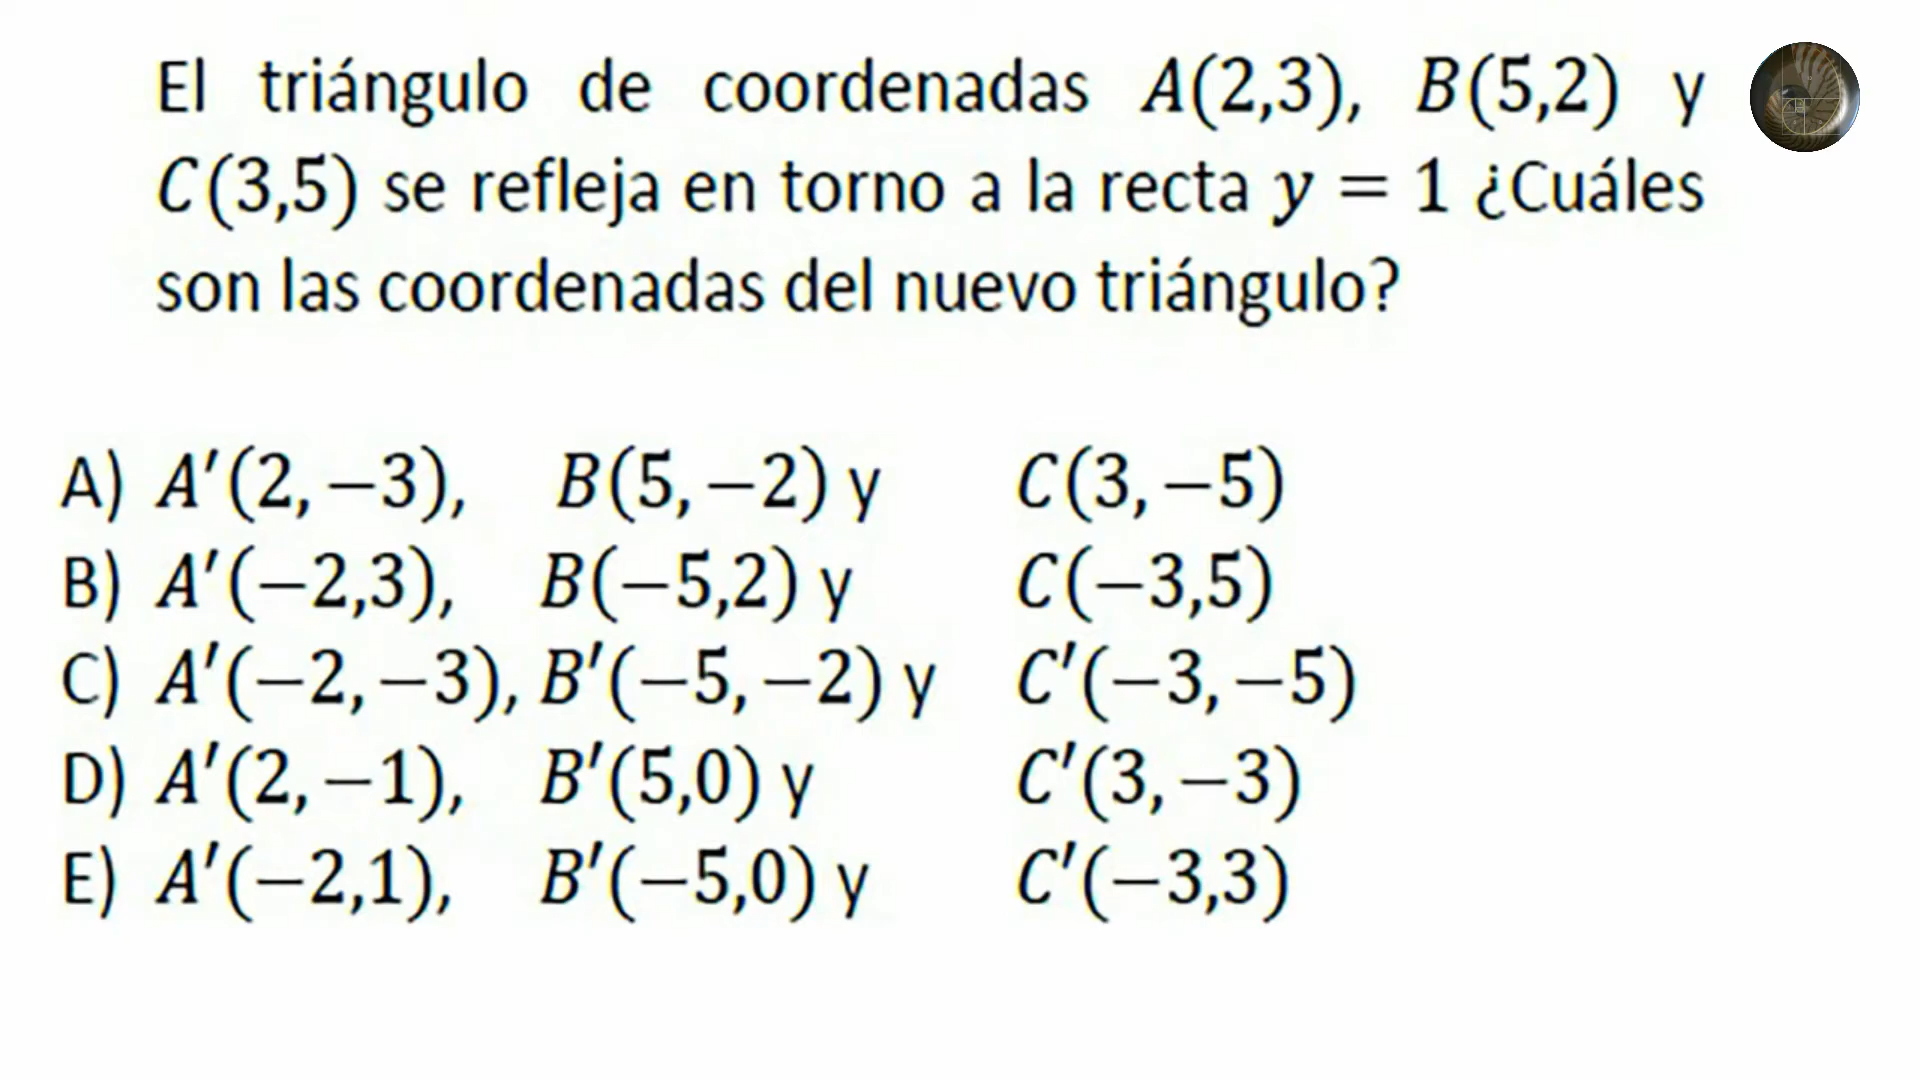 El triángulo de coordenadas A(2,3), B(5,2) y
C(3,5) se refleja en torno a la recta y = 1 ¿Cuáles
son las coordenadas del nuevo triángulo?
A) A′(2, −3), B(5, −2) y C(3, −5)
B) A′(−2,3), B(−5,2) y C(−3,5)
C) A′(−2, −3), B′(−5, −2) y C′(−3, −5)
D) A′(2, −1), B′(5,0) y C′(3, −3)
E) A′(−2,1), B′(−5,0) y C′(−3,3)